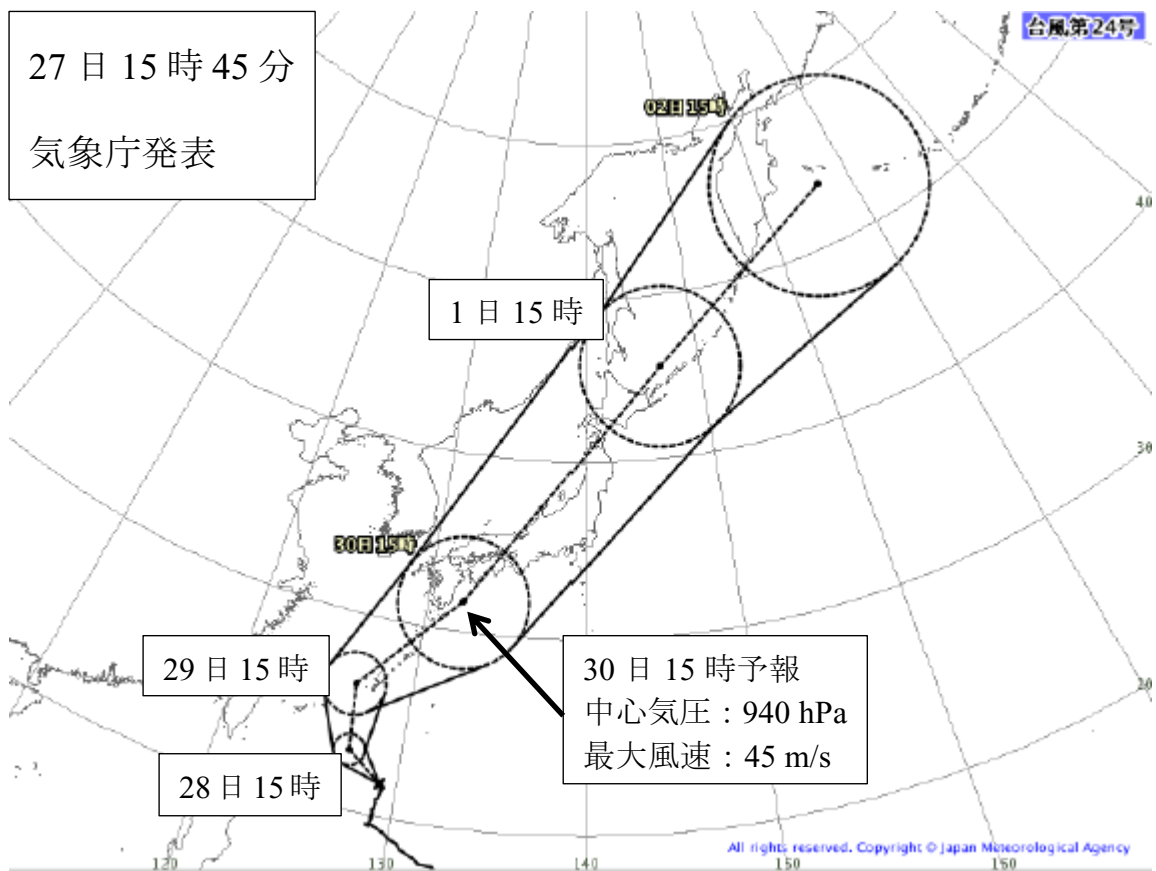 27 日 15 時 45 分
気象庁発表
台風第24号
02日 15時
1 日 15 時
30日 15時
29 日 15 時
28 日 15 時
30 日 15 時予報
中心気圧：940 hPa
最大風速：45 m/s
40
30
20
All rights reserved. Copyright © Japan Meteorological Agency
120
130
140
150
160